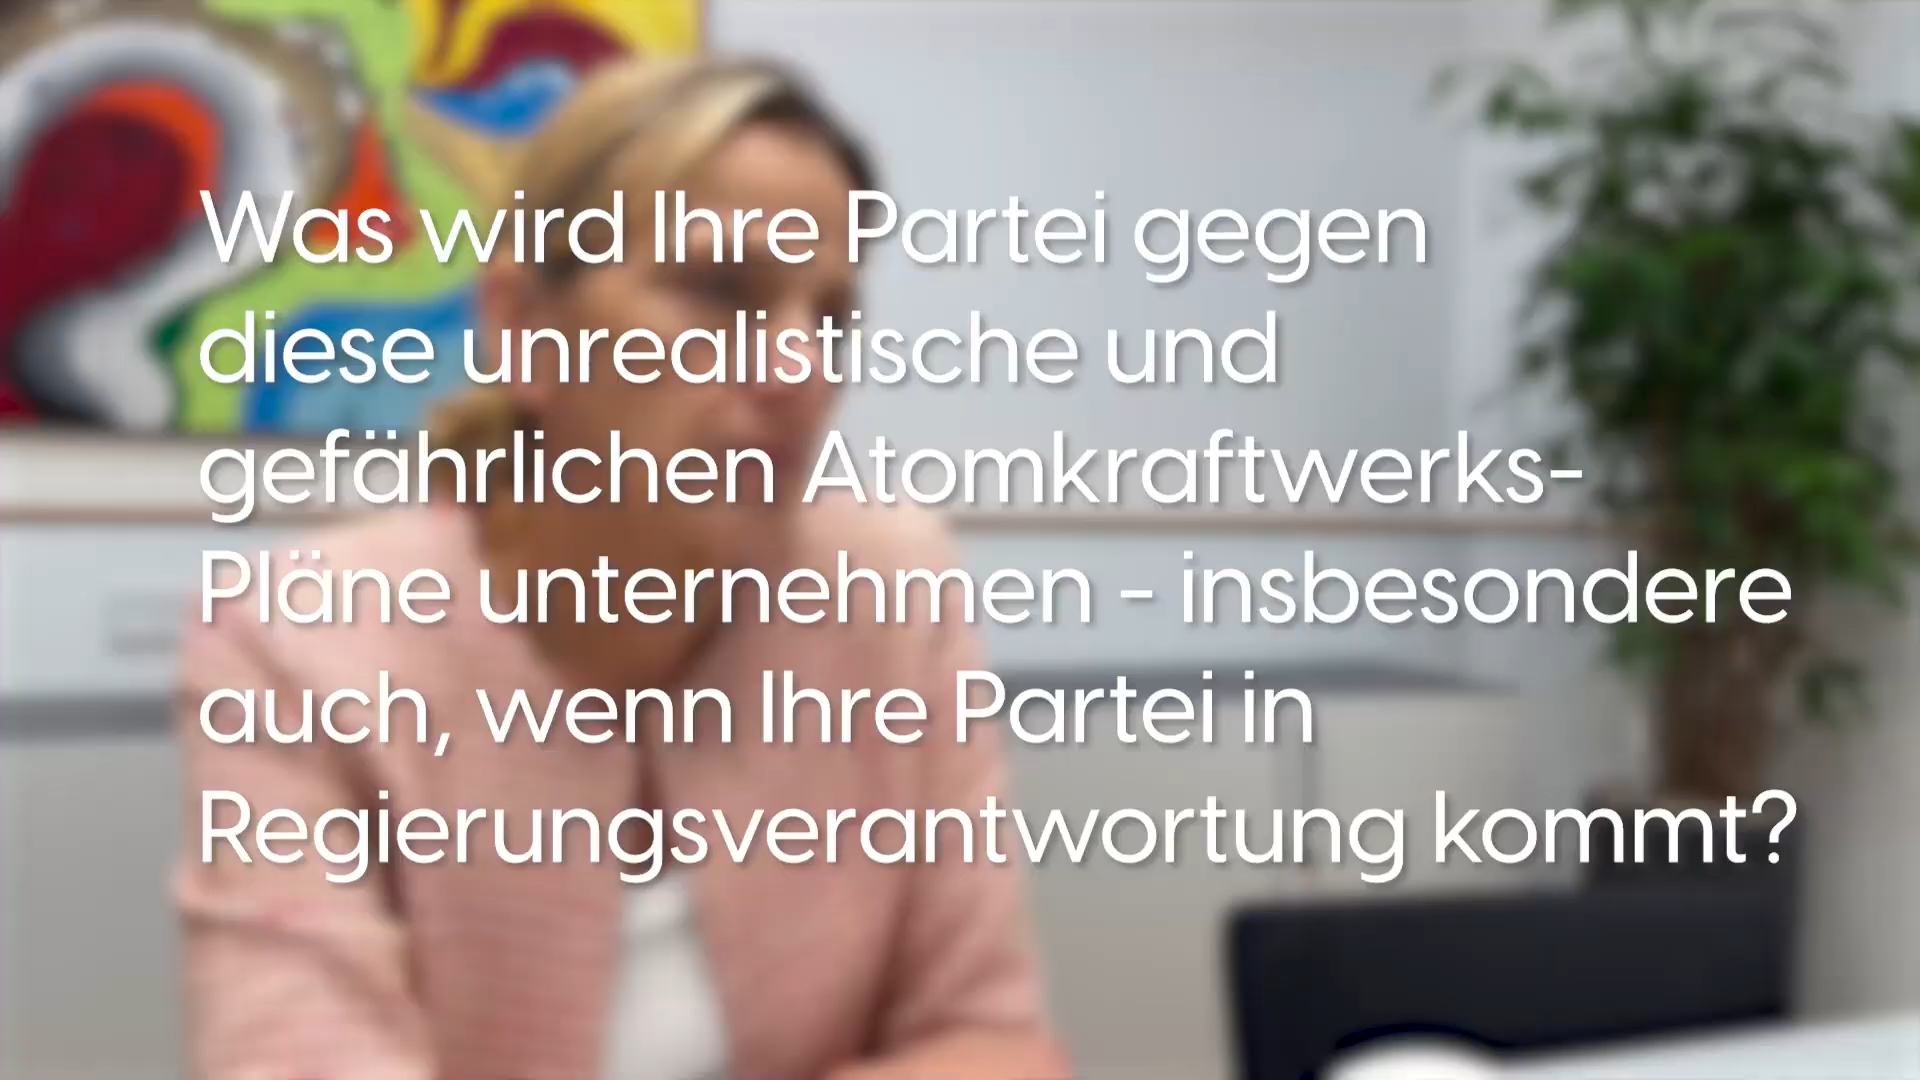 Was wird Ihre Partei gegen
diese unrealistische und
gefährlichen Atomkraftwerks-
Pläne unternehmen - insbesondere
auch, wenn Ihre Partei in
Regierungsverantwortung kommt?